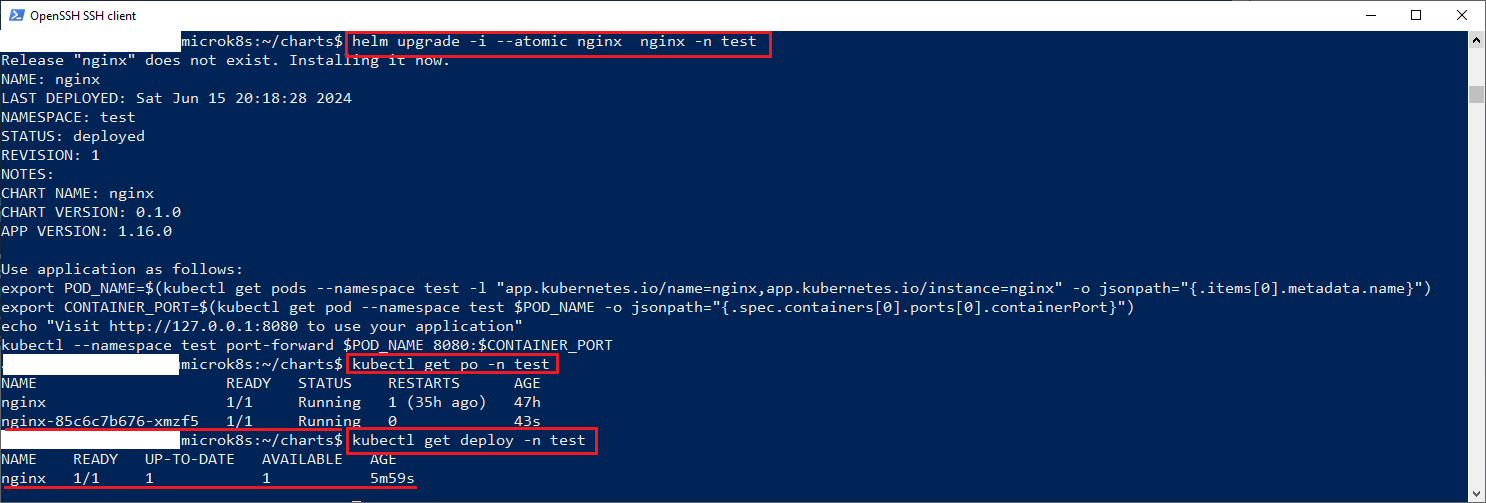 OpenSSH SSH client
microk8s:~/charts$ helm upgrade -i --atomic nginx  nginx -n test
Release "nginx" does not exist. Installing it now.
NAME: nginx
LAST DEPLOYED: Sat Jun 15 20:18:28 2024
NAMESPACE: test
STATUS: deployed
REVISION: 1
NOTES:
CHART NAME: nginx
CHART VERSION: 0.1.0
APP VERSION: 1.16.0
Use application as follows:
export POD_NAME=$(kubectl get pods --namespace test -l "app.kubernetes.io/name=nginx,app.kubernetes.io/instance=nginx" -o jsonpath="{.items[0].metadata.name}")
export CONTAINER_PORT=$(kubectl get pod --namespace test $POD_NAME -o jsonpath="{.spec.containers[0].ports[0].containerPort}")
echo "Visit http://127.0.0.1:8080 to use your application"
kubectl --namespace test port-forward $POD_NAME 8080:$CONTAINER_PORT
microk8s:~/charts$ kubectl get po -n test
NAME                     READY   STATUS    RESTARTS      AGE
nginx                    1/1     Running   1 (35h ago)   47h
nginx-85c6c7b676-xmzf5   1/1     Running   0             43s
microk8s:~/charts$ kubectl get deploy -n test
NAME    READY   UP-TO-DATE   AVAILABLE   AGE
nginx   1/1     1            1           5m59s